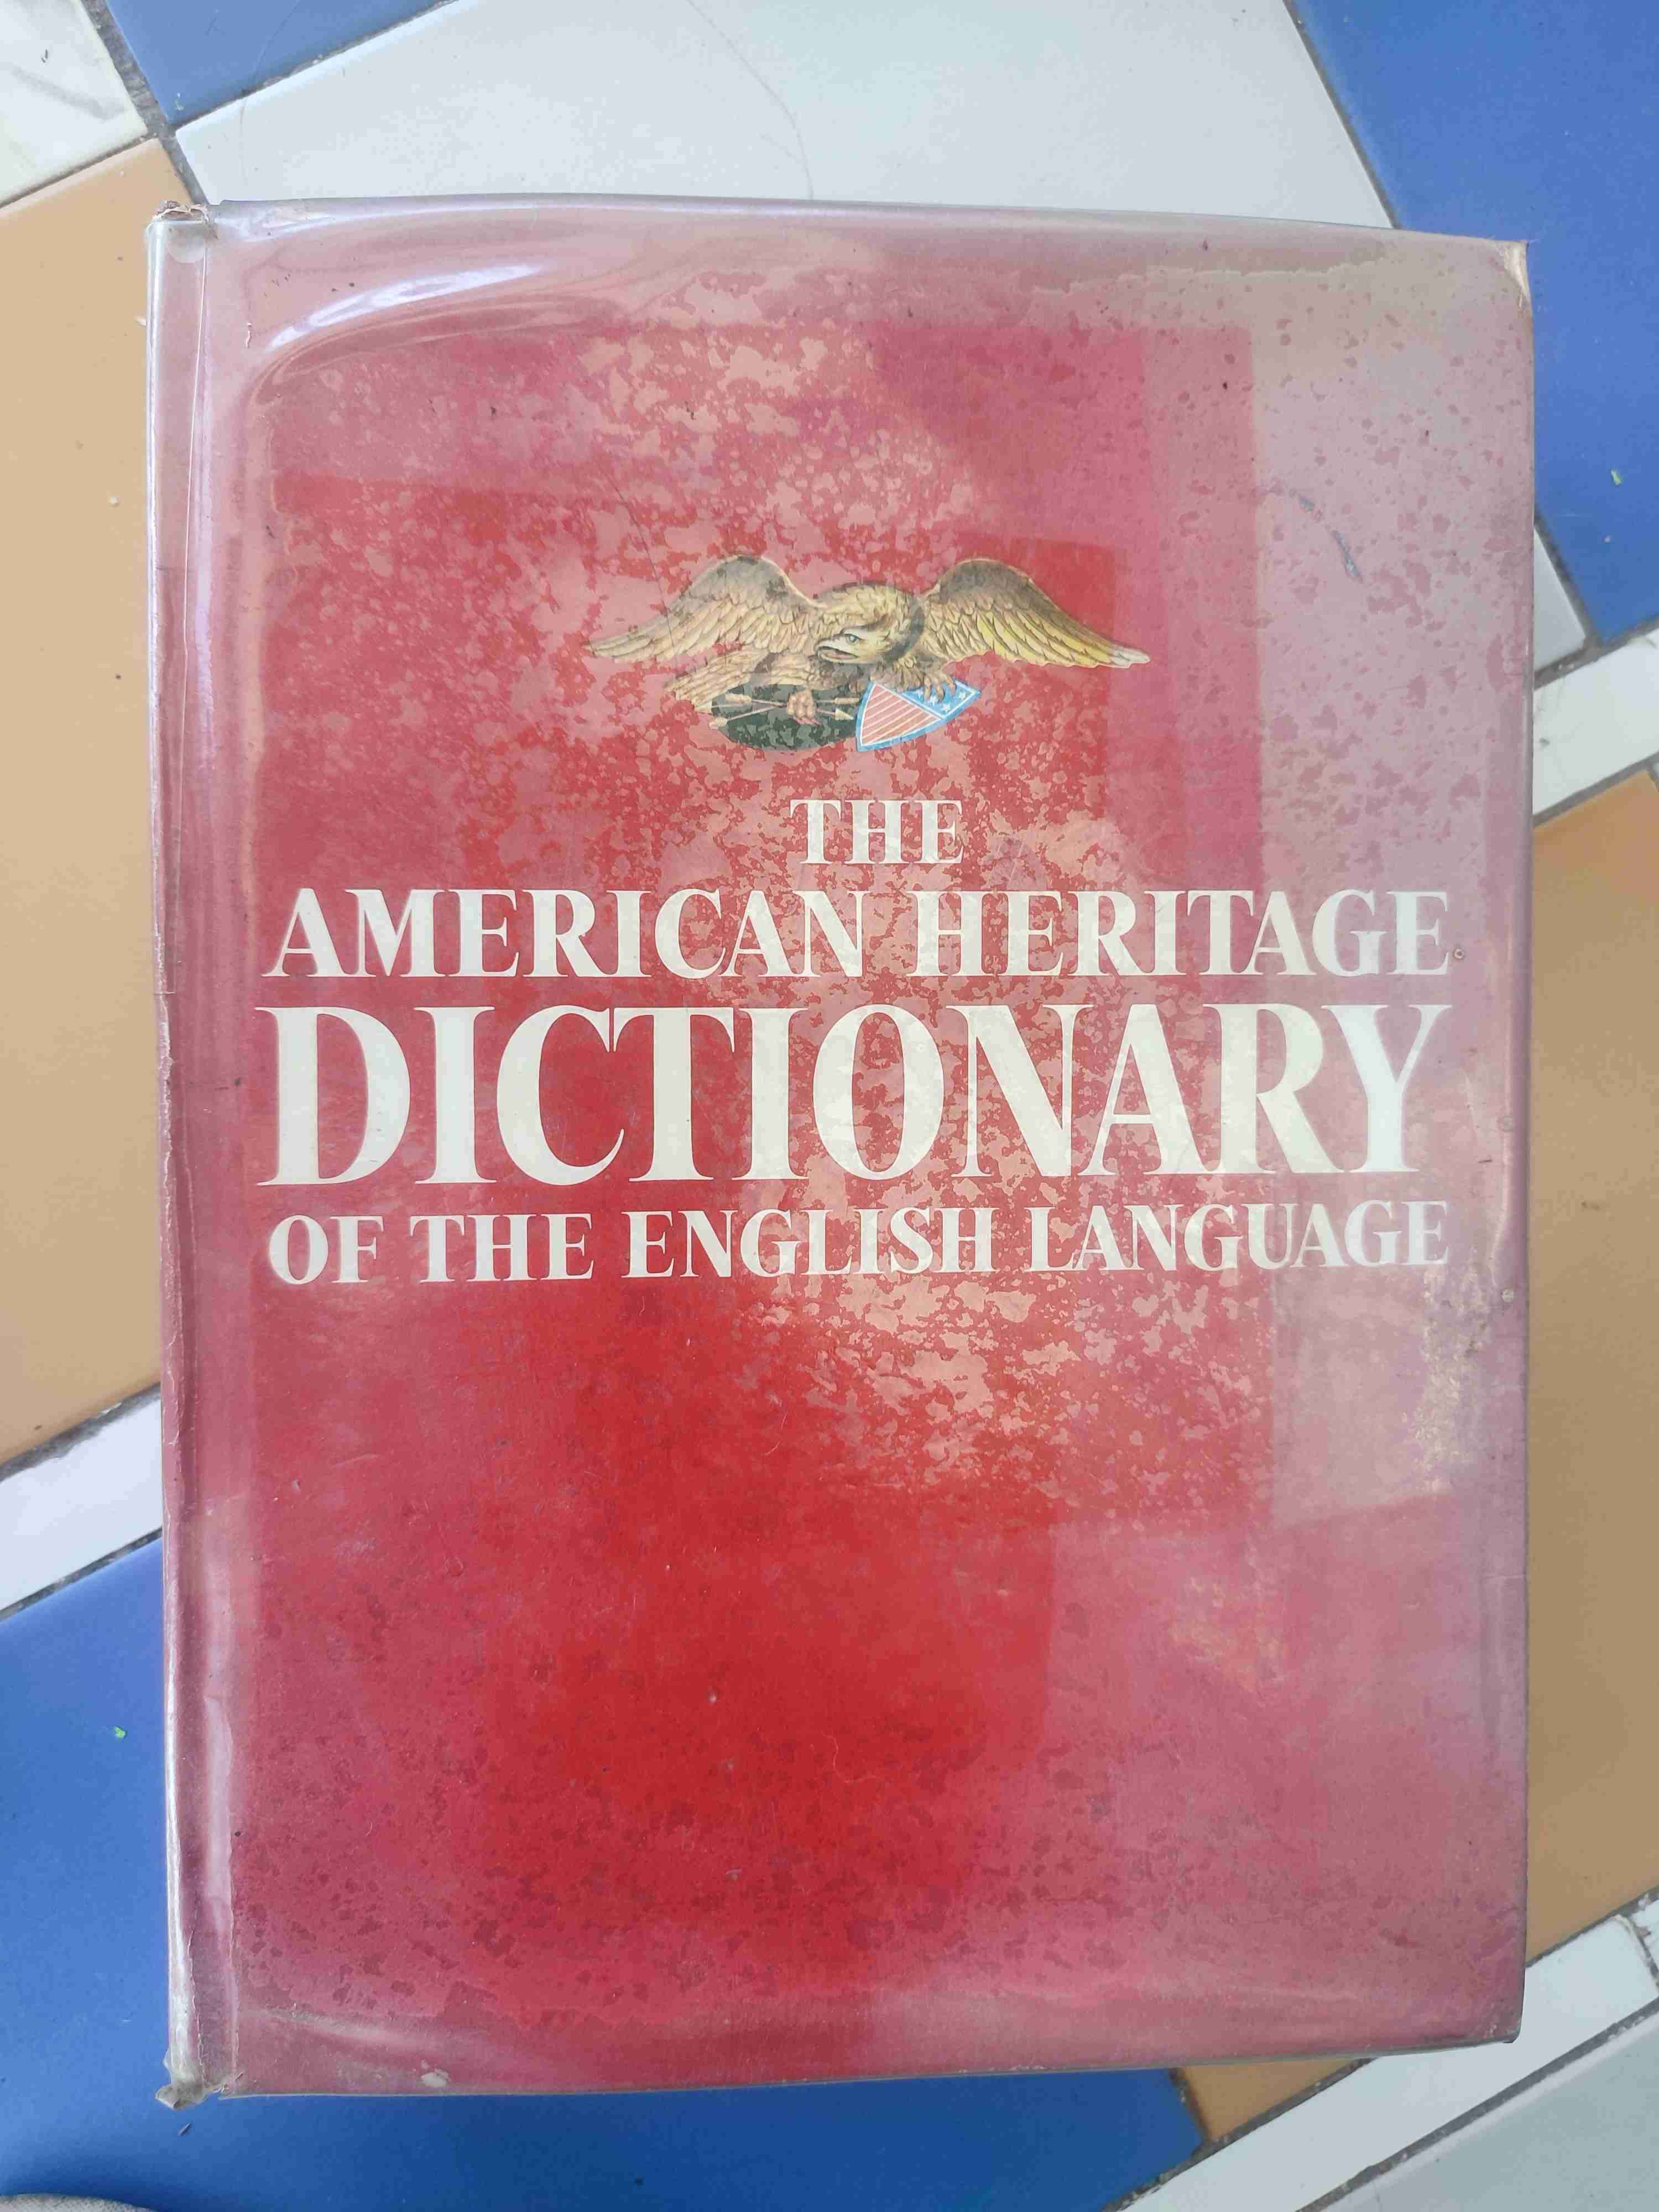 THE
AMERICAN HERITAGE
DICTIONARY
OF THE ENGLISH LANGUAGE